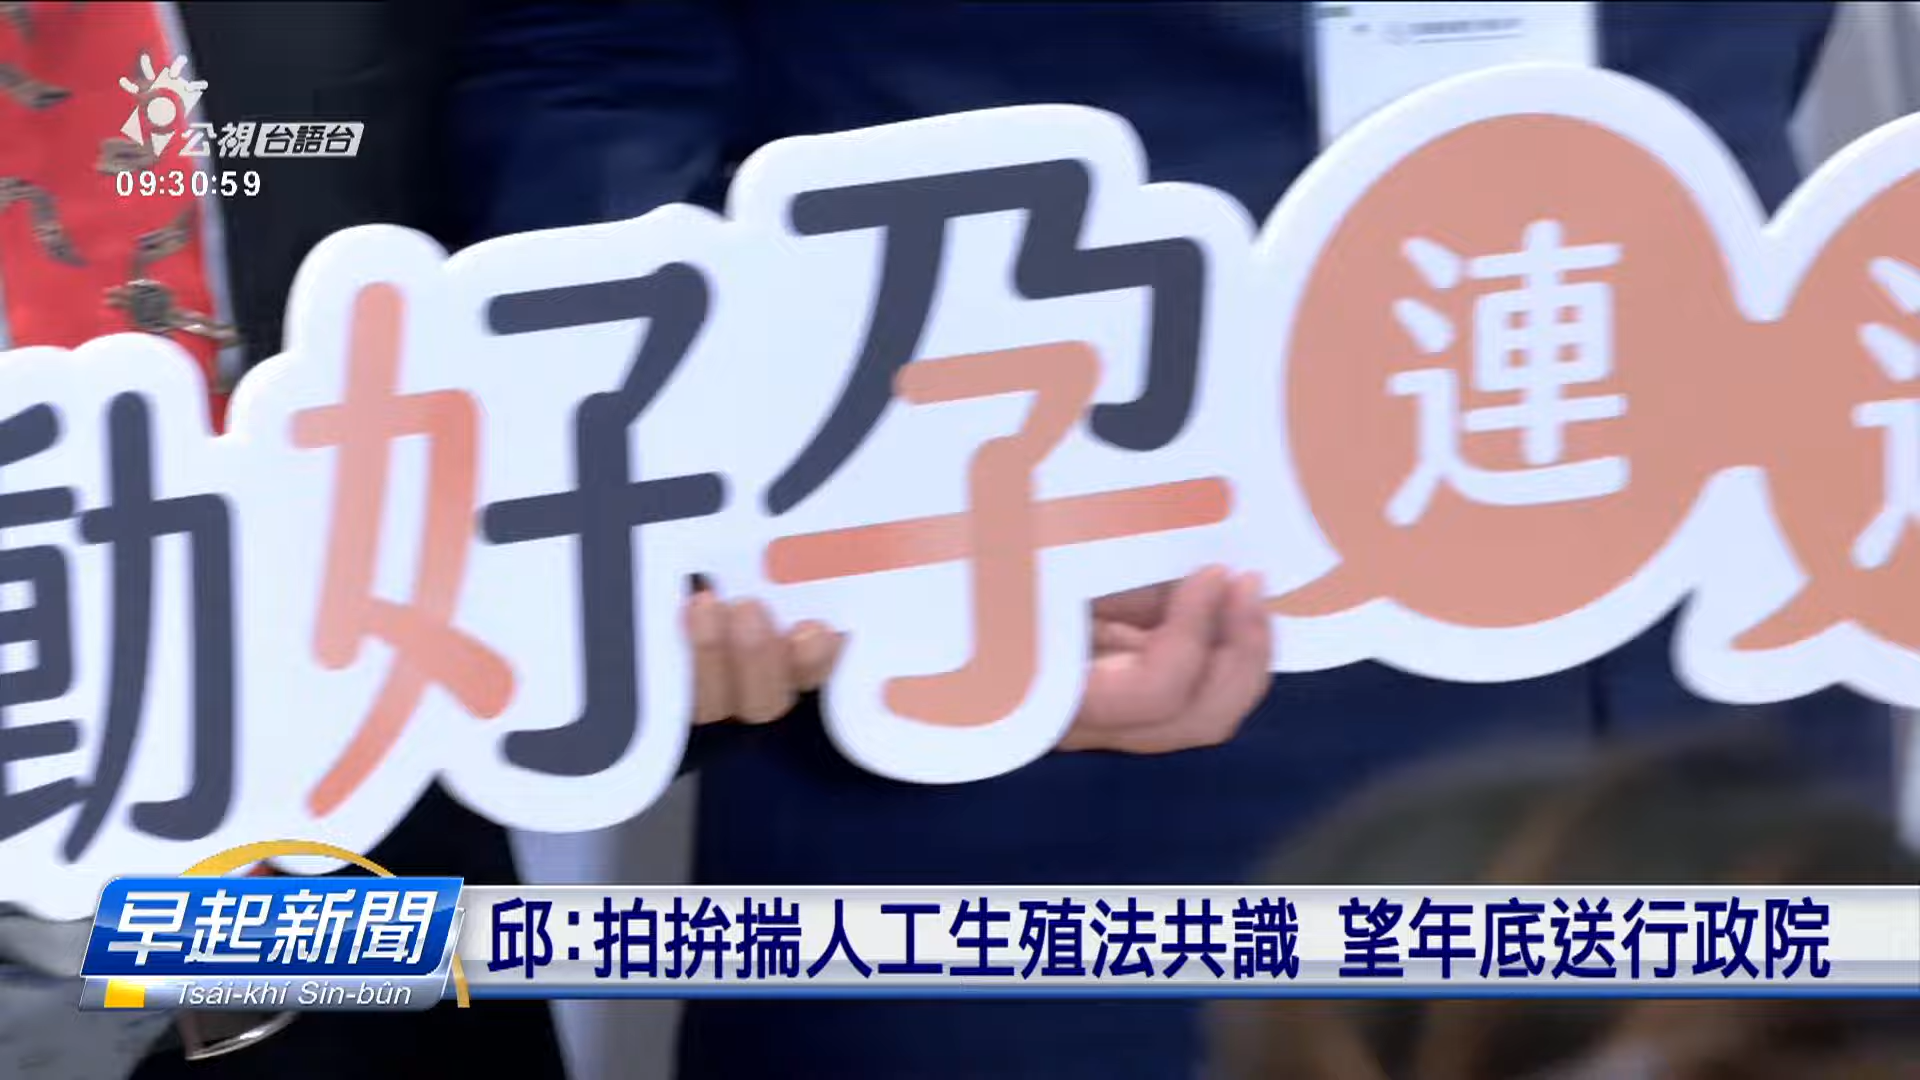 公視台語台
09:30:59
動好孕連連
早起新聞
Tsái-khí Sin-bûn
邱：拍拚揣人工生殖法共識 望年底送行政院